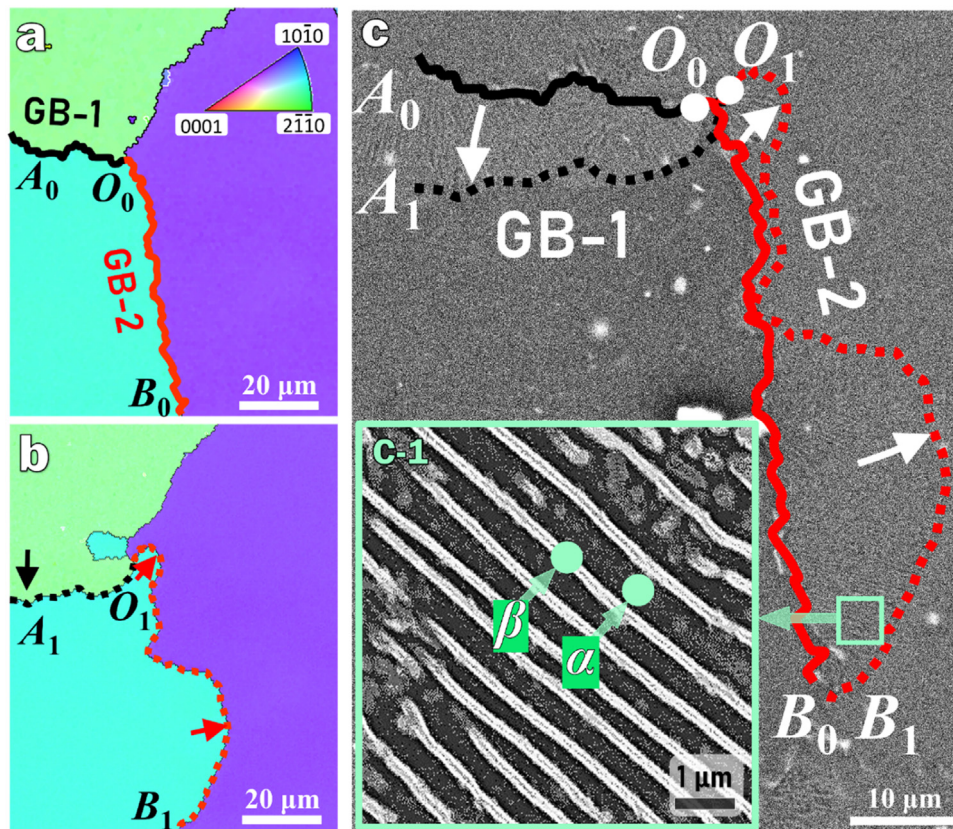 a
101̄0
0001
21̄1̄0
GB-1
A₀
O₀
GB-2
B₀
20 µm
b
A₁
O₁
B₁
20 µm
c
A₀
O₀
O₁
A₁
GB-1
GB-2
B₀
B₁
10 µm
C-1
β
α
1 µm